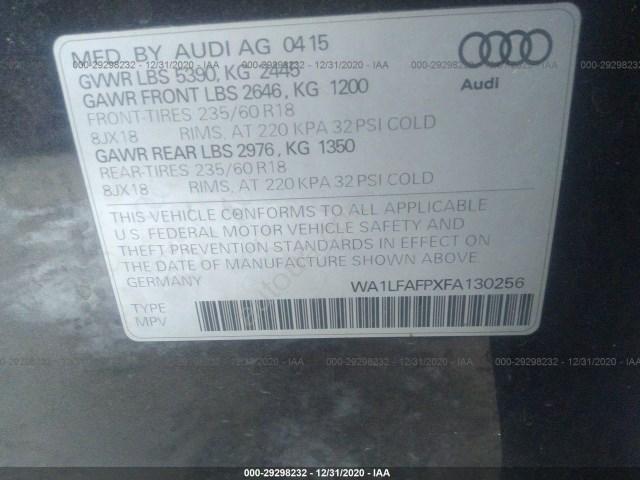 MFD BY AUDI AG 04 15
GVWR LBS 5390, KG 2445
GAWR FRONT LBS 2646, KG 1200
FRONT-TIRES 235/60 R18
8JX18 RIMS, AT 220 KPA 32 PSI COLD
GAWR REAR LBS 2976, KG 1350
REAR-TIRES 235/60 R18
8JX18 RIMS, AT 220 KPA 32 PSI COLD
Audi
THIS VEHICLE CONFORMS TO ALL APPLICABLE
U.S. FEDERAL MOTOR VEHICLE SAFETY AND
THEFT PREVENTION STANDARDS IN EFFECT ON
THE DATE OF MANUFACTURE SHOWN ABOVE
GERMANY WA1LFAFPXFA130256
TYPE
MPV
000-29298232 - 12/31/2020 - IAA